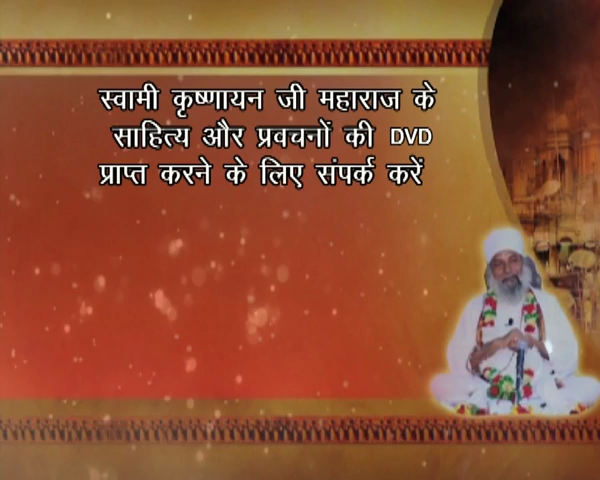 स्वामी कृष्णायन जी महाराज के
साहित्य और प्रवचनों की DVD
प्राप्त करने के लिए संपर्क करें